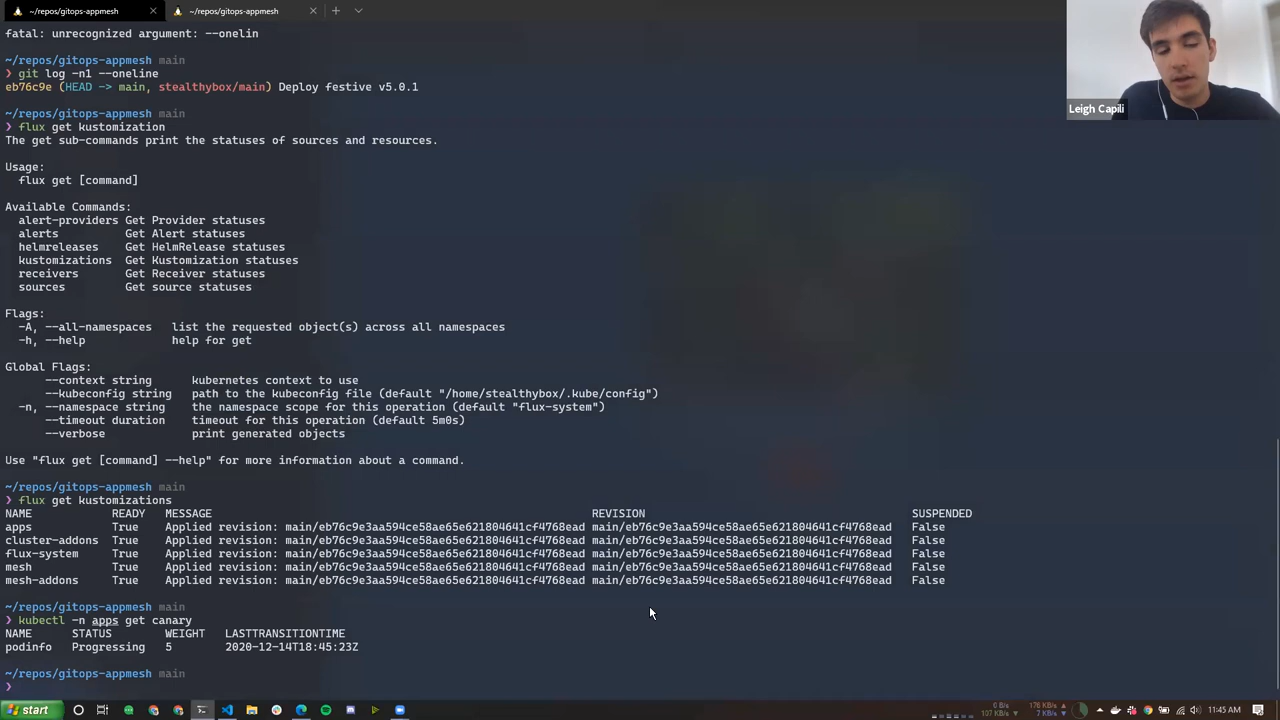 ~/repos/gitops-appmesh
~/repos/gitops-appmesh
fatal: unrecognized argument: --onelin
~/repos/gitops-appmesh main
❯ git log -n1 --oneline
eb76c9e (HEAD -> main, stealthybox/main) Deploy festive v5.0.1
~/repos/gitops-appmesh main
❯ flux get kustomization
The get sub-commands print the statuses of sources and resources.
Usage:
flux get [command]
Available Commands:
alert-providers Get Provider statuses
alerts Get Alert statuses
helmreleases Get HelmRelease statuses
kustomizations Get Kustomization statuses
receivers Get Receiver statuses
sources Get source statuses
Flags:
-A, --all-namespaces list the requested object(s) across all namespaces
-h, --help help for get
Global Flags:
--context string kubernetes context to use
--kubeconfig string path to the kubeconfig file (default "/home/stealthybox/.kube/config")
-n, --namespace string the namespace scope for this operation (default "flux-system")
--timeout duration timeout for this operation (default 5m0s)
--verbose print generated objects
Use "flux get [command] --help" for more information about a command.
~/repos/gitops-appmesh main
❯ flux get kustomizations
NAME READY MESSAGE REVISION SUSPENDED
apps True Applied revision: main/eb76c9e3aa594ce58ae65e621804641cf4768ead main/eb76c9e3aa594ce58ae65e621804641cf4768ead False
cluster-addons True Applied revision: main/eb76c9e3aa594ce58ae65e621804641cf4768ead main/eb76c9e3aa594ce58ae65e621804641cf4768ead False
flux-system True Applied revision: main/eb76c9e3aa594ce58ae65e621804641cf4768ead main/eb76c9e3aa594ce58ae65e621804641cf4768ead False
mesh True Applied revision: main/eb76c9e3aa594ce58ae65e621804641cf4768ead main/eb76c9e3aa594ce58ae65e621804641cf4768ead False
mesh-addons True Applied revision: main/eb76c9e3aa594ce58ae65e621804641cf4768ead main/eb76c9e3aa594ce58ae65e621804641cf4768ead False
~/repos/gitops-appmesh main
❯ kubectl -n apps get canary
NAME STATUS WEIGHT LASTTRANSITIONTIME
podinfo Progressing 5 2020-12-14T18:45:23Z
~/repos/gitops-appmesh main
❯
Leigh Capili
start
11:45 AM